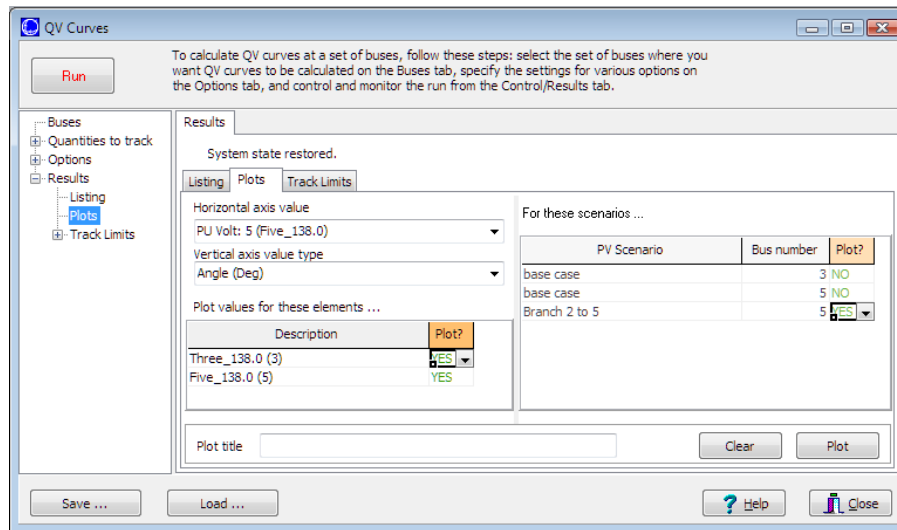 QV Curves
To calculate QV curves at a set of buses, follow these steps: select the set of buses where you
want QV curves to be calculated on the Buses tab, specify the settings for various options on
the Options tab, and control and monitor the run from the Control/Results tab.
Run
Buses
Quantities to track
Options
Results
Listing
Plots
Track Limits
Results
System state restored.
Listing Plots Track Limits
Horizontal axis value
PU Volt: 5 (Five_138.0)
Vertical axis value type
Angle (Deg)
Plot values for these elements ...
Description Plot?
Three_138.0 (3) YES
Five_138.0 (5) YES
For these scenarios ...
PV Scenario Bus number Plot?
base case 3 NO
base case 5 NO
Branch 2 to 5 5 YES
Plot title Clear Plot
Save ... Load ... Help Close